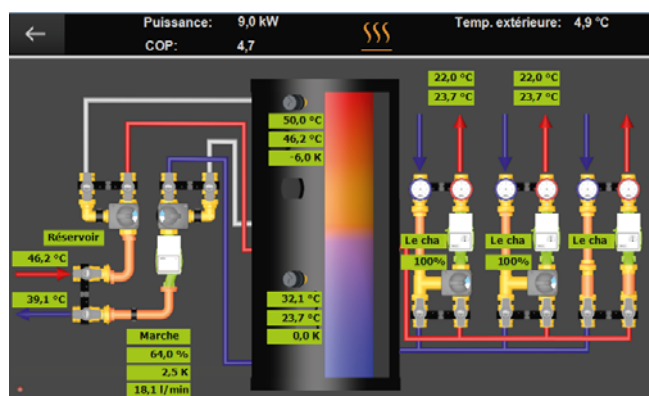 Puissance: 9,0 kW Temp. extérieure: 4,9 °C
COP: 4,7
22,0 °C 22,0 °C
23,7 °C 23,7 °C
50,0 °C
46,2 °C
-6,0 K
Réservoir
Le cha Le cha Le cha
46,2 °C
100% 100%
39,1 °C
32,1 °C
23,7 °C
0,0 K
Marche
64,0 %
2,5 K
18,1 l/min